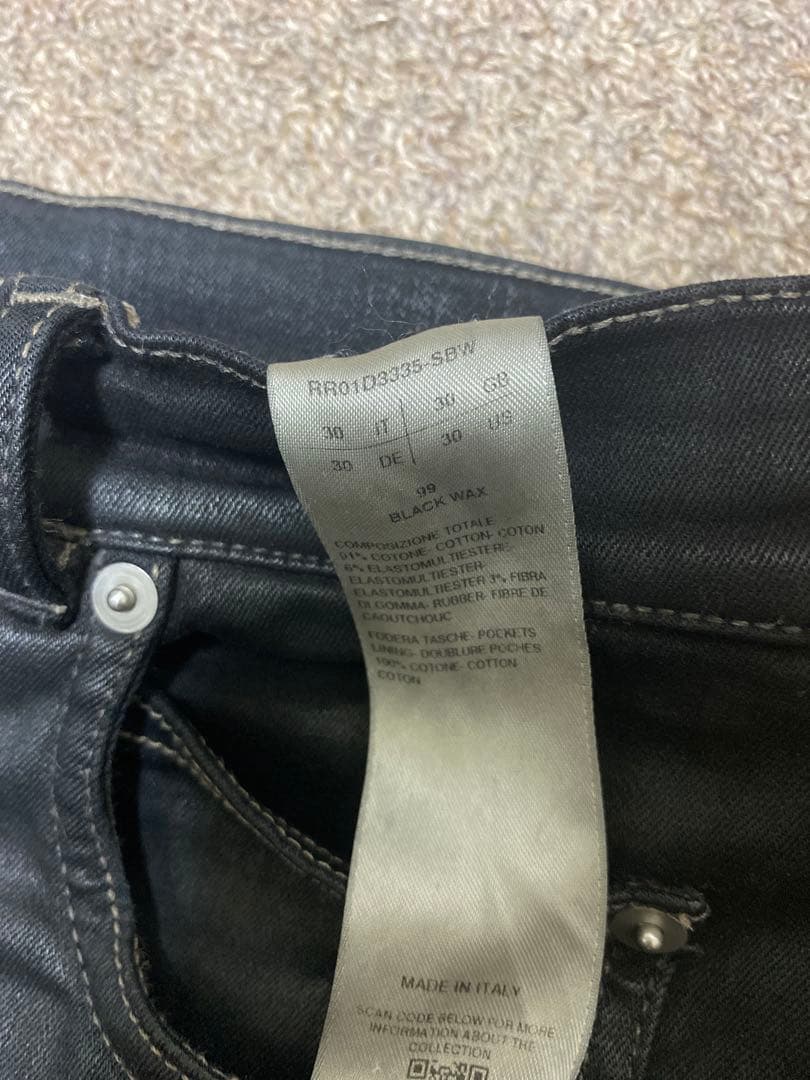 RR01D3335-SBW
30 IT 30 GB
30 DE 30 US
99
BLACK WAX
COMPOSIZIONE TOTALE
91% COTONE- COTTON- COTON
6% ELASTOMULTIESTERE-
ELASTOMULTIESTER-
ELASTOMULTIESTER 3% FIBRA
DI GOMMA- RUBBER- FIBRE DE
CAOUTCHOUC
FODERA TASCHE- POCKETS
LINING- DOUBLURE POCHES
100% COTONE- COTTON
COTON
MADE IN ITALY
SCAN CODE BELOW FOR MORE
INFORMATION ABOUT THE
COLLECTION